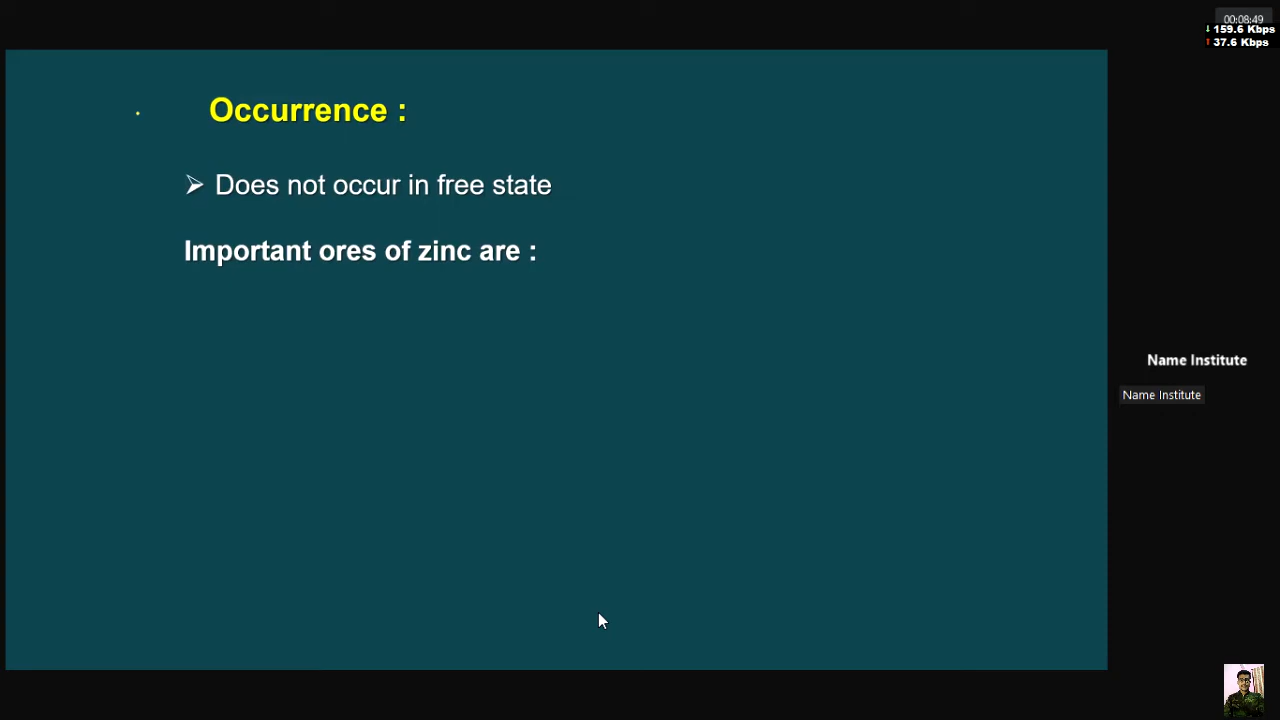 00:08:49
↓ 159.6 Kbps
↑ 37.6 Kbps
Occurrence :
➢ Does not occur in free state
Important ores of zinc are :
Name Institute
Name Institute